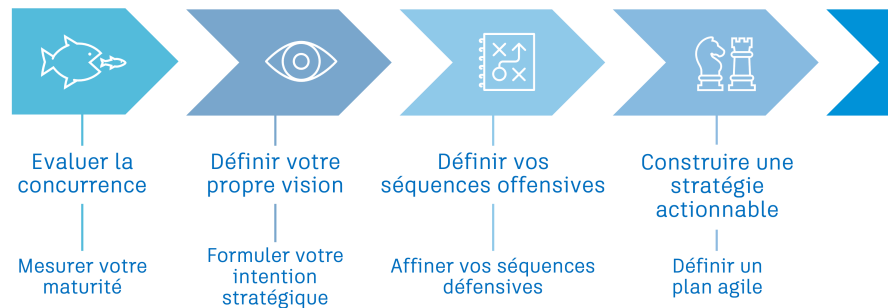 Evaluer la
concurrence
Mesurer votre
maturité
Définir votre
propre vision
Formuler votre
intention
stratégique
Définir vos
séquences offensives
Affiner vos séquences
défensives
Construire une
stratégie
actionnable
Définir un
plan agile